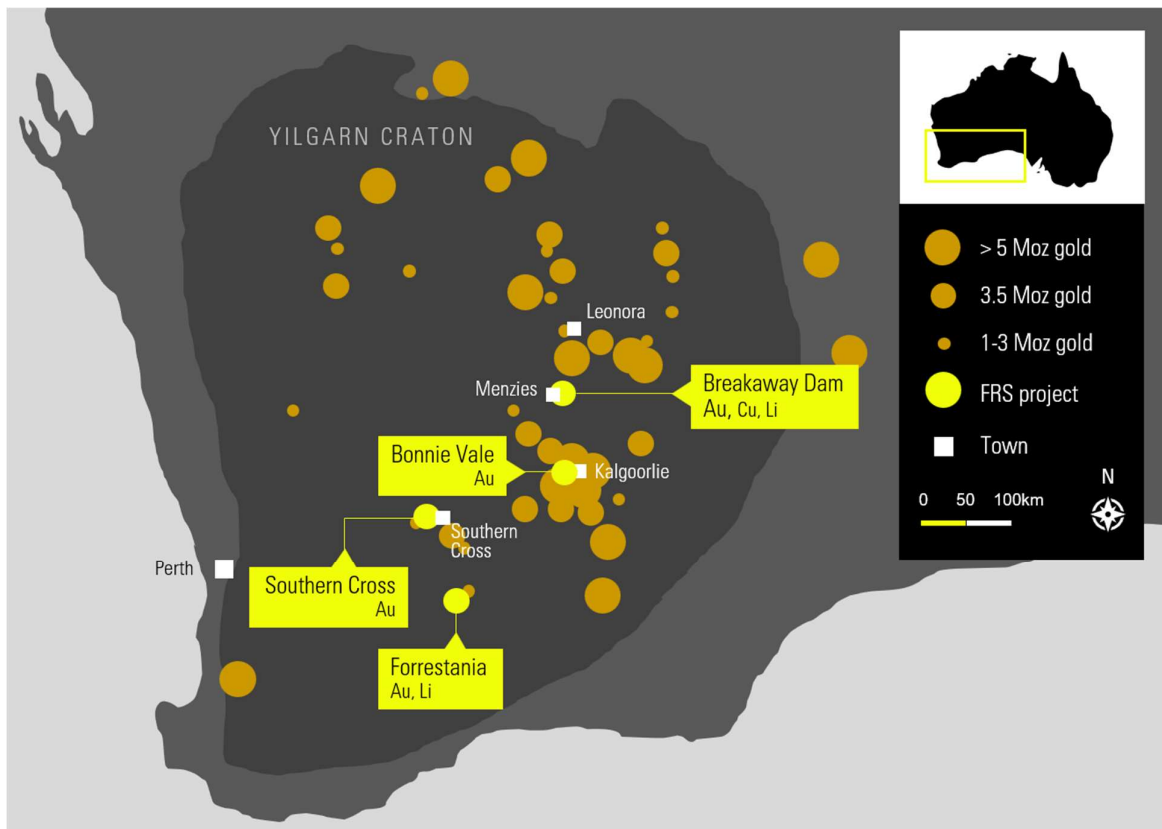 YILGARN CRATON
Leonora
Menzies
Breakaway Dam
Au, Cu, Li
Bonnie Vale
Au
Kalgoorlie
Southern
Cross
Perth
Southern Cross
Au
Forrestania
Au, Li
> 5 Moz gold
3.5 Moz gold
1-3 Moz gold
FRS project
Town
0 50 100km
N